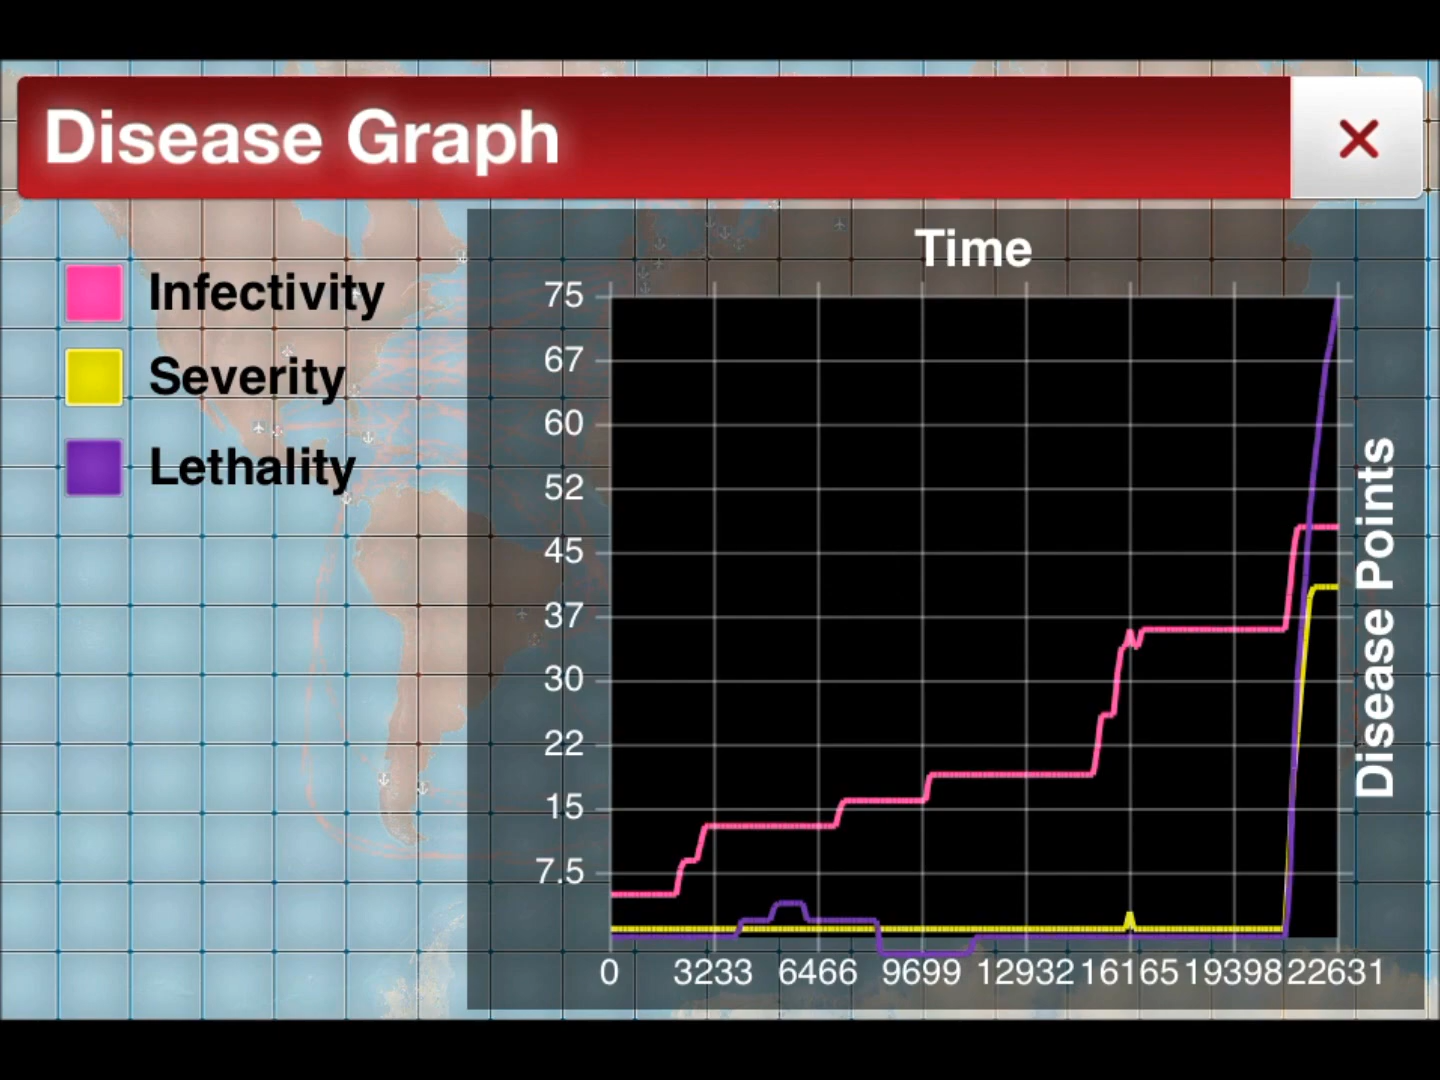 Disease Graph
Infectivity
Severity
Lethality
Time
75
67
60
52
45
37
30
22
15
7.5
0 3233 6466 9699 12932 16165 19398 22631
Disease Points